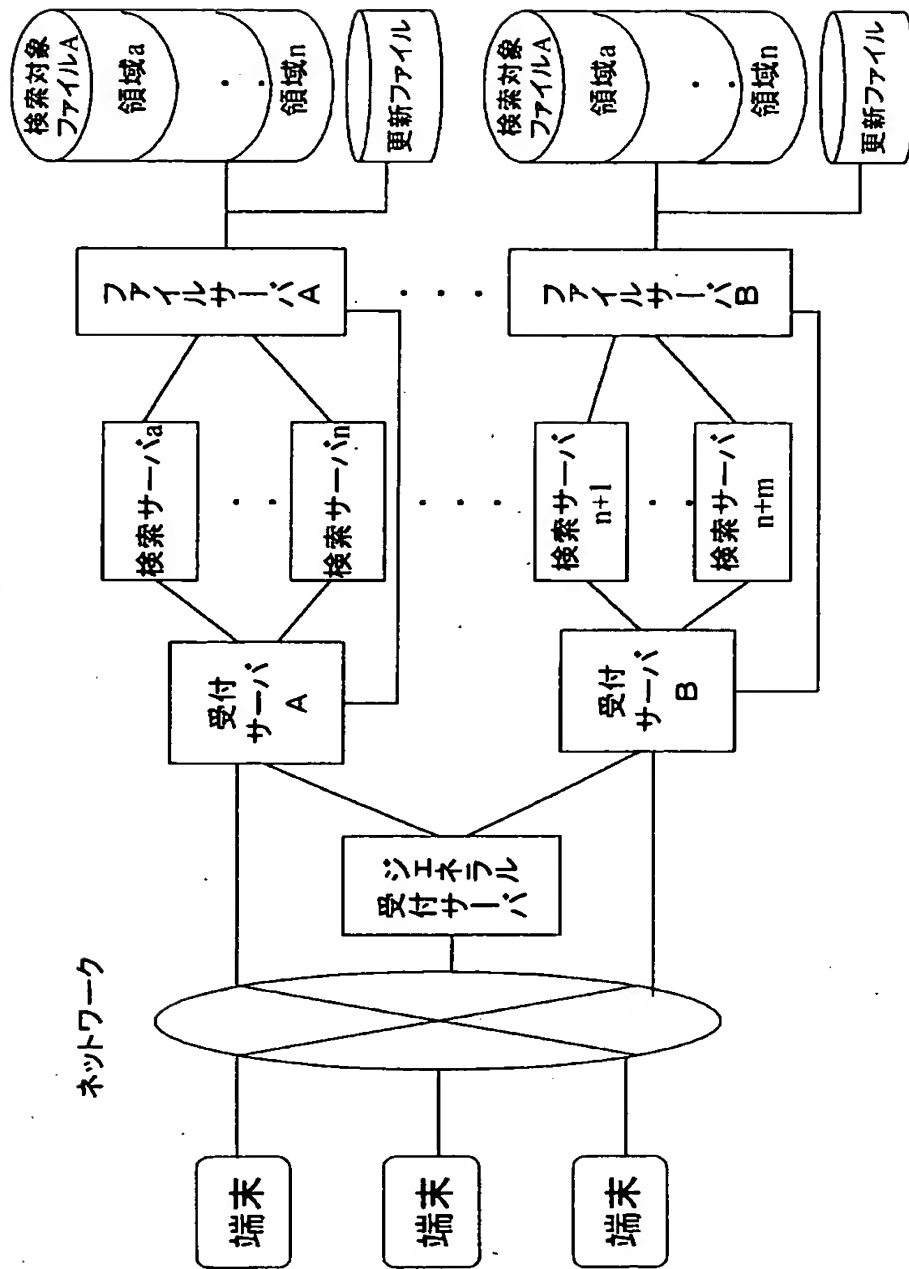 ネットワーク
端末
端末
端末
ジェネラル
受付サーバ
受付
サーバ
A
受付
サーバ
B
検索サーバa
検索サーバn
検索サーバ
n+1
検索サーバ
n+m
ファイルサーバ
A
ファイルサーバ
B
検索対象
ファイルA
領域a
領域n
更新ファイル
検索対象
ファイルA
領域a
領域n
更新ファイル